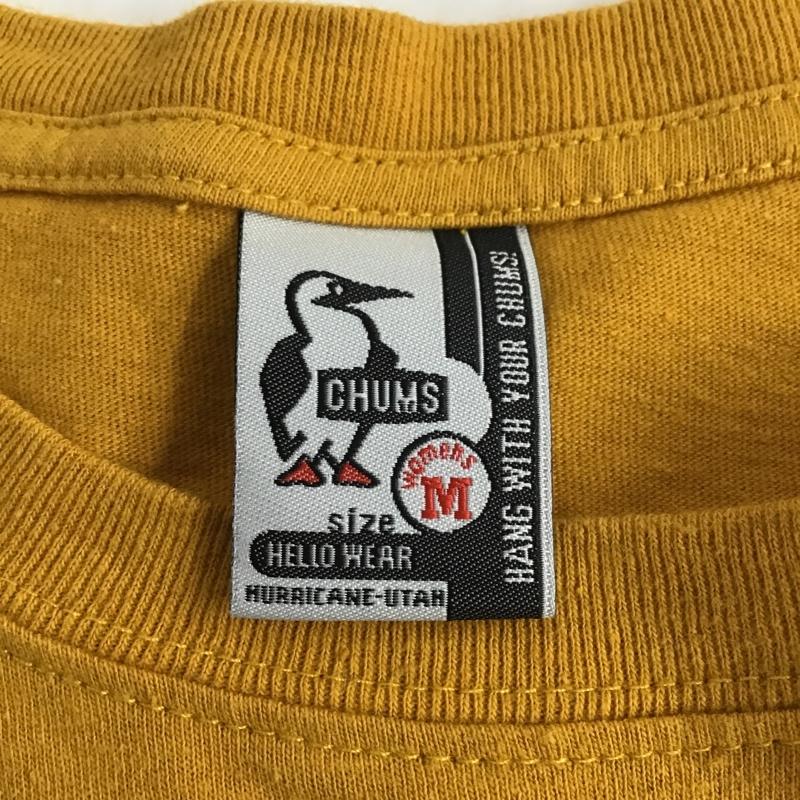 CHUMS
womens
M
size
HELLO WEAR
HURRICANE-UTAH
HANG WITH YOUR CHUMS!